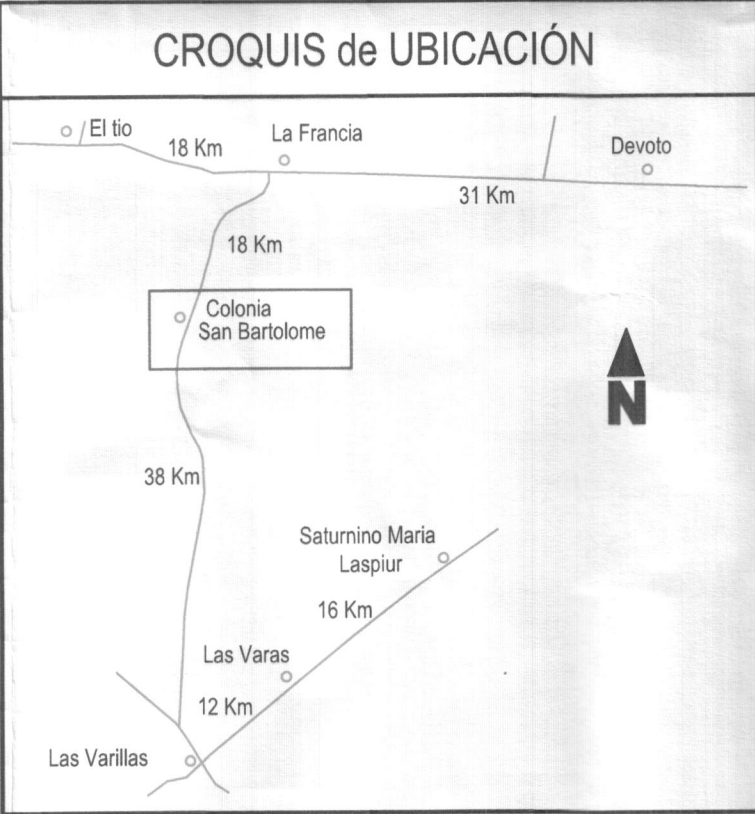 CROQUIS de UBICACIÓN
El tio
18 Km
La Francia
Devoto
31 Km
18 Km
Colonia
San Bartolome
N
38 Km
Saturnino Maria
Laspiur
16 Km
Las Varas
12 Km
Las Varillas